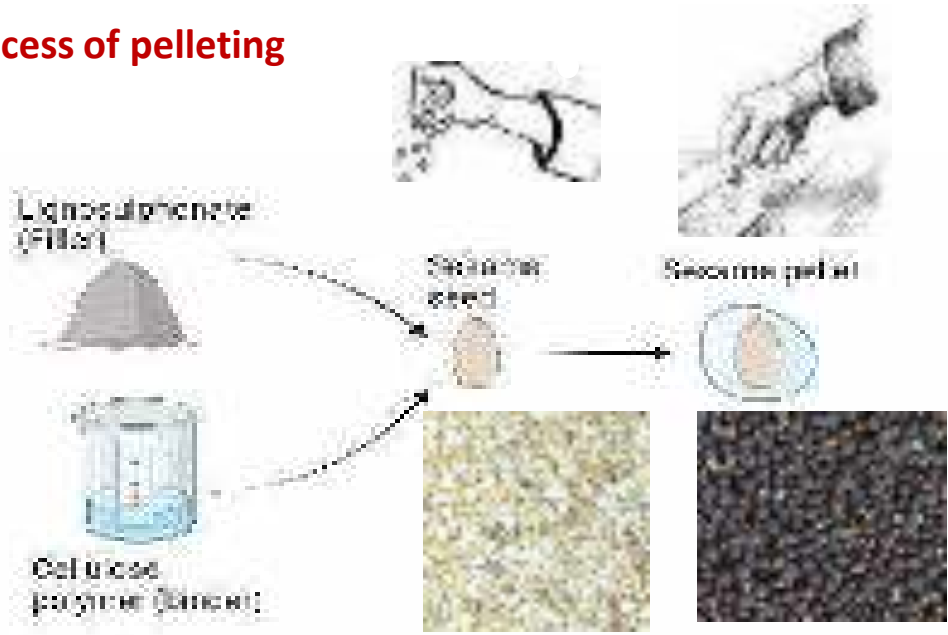 cess of pelleting
Lignosulphonate
(Filler)
Sesame
seed
Sesame pellet
Cellulose
polymer (binder)